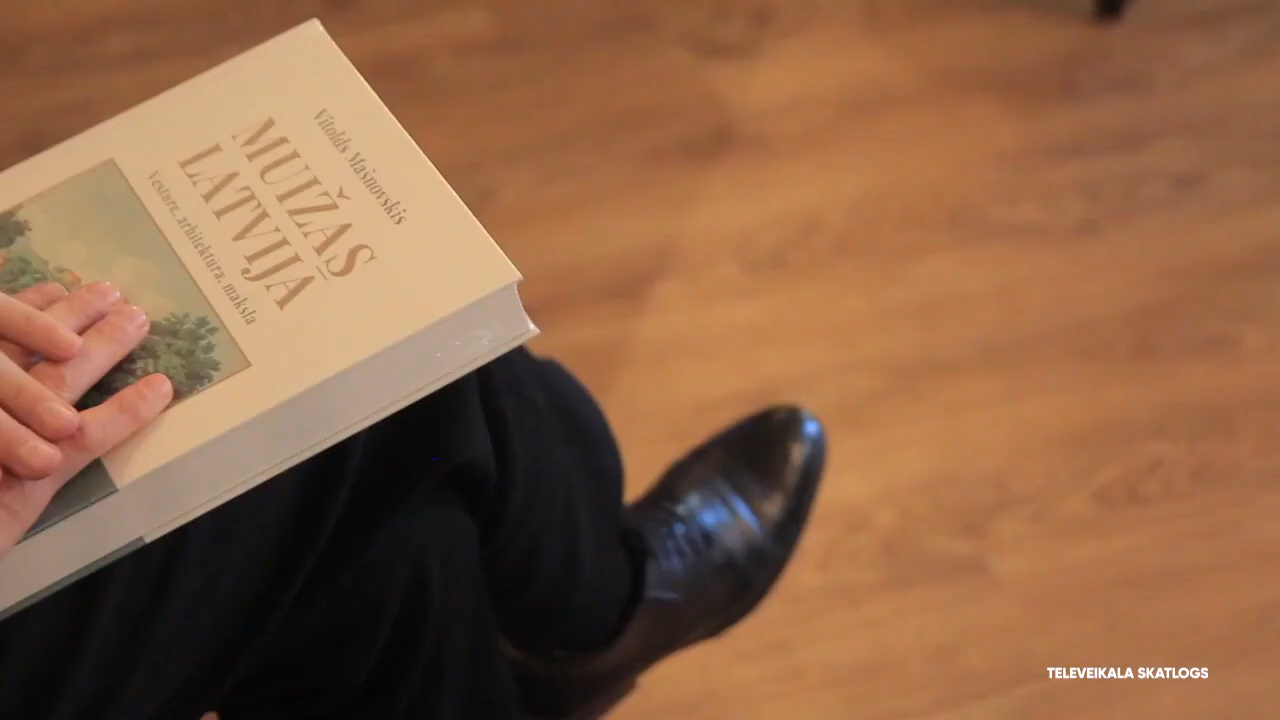 Vitolds Mašnovskis
MUIŽAS
LATVIJĀ
Vēsture, arhitektūra, māksla
TELEVEIKALA SKATLOGS